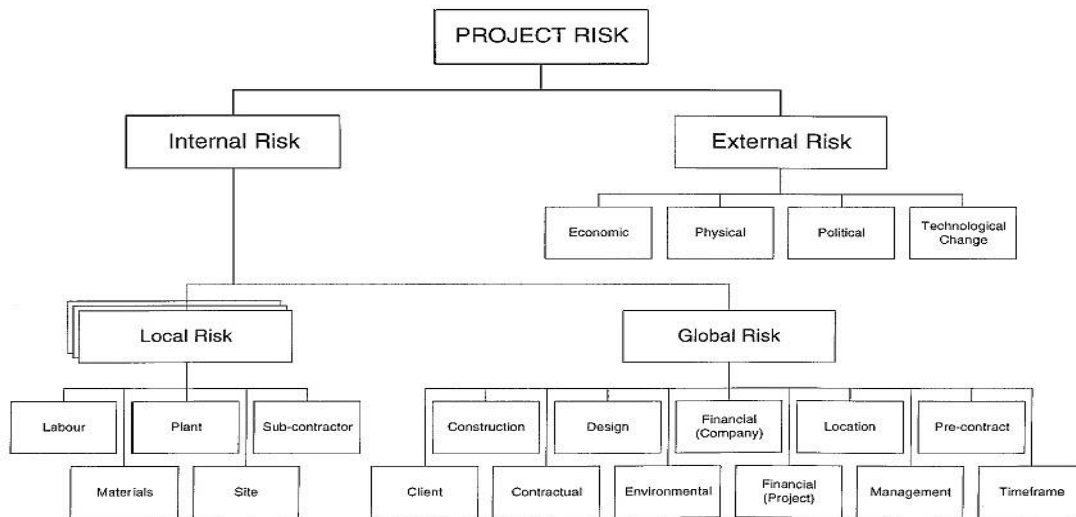 PROJECT RISK
Internal Risk
External Risk
Economic
Physical
Political
Technological
Change
Local Risk
Global Risk
Labour
Plant
Sub-contractor
Construction
Design
Financial
(Company)
Location
Pre-contract
Materials
Site
Client
Contractual
Environmental
Financial
(Project)
Management
Timeframe